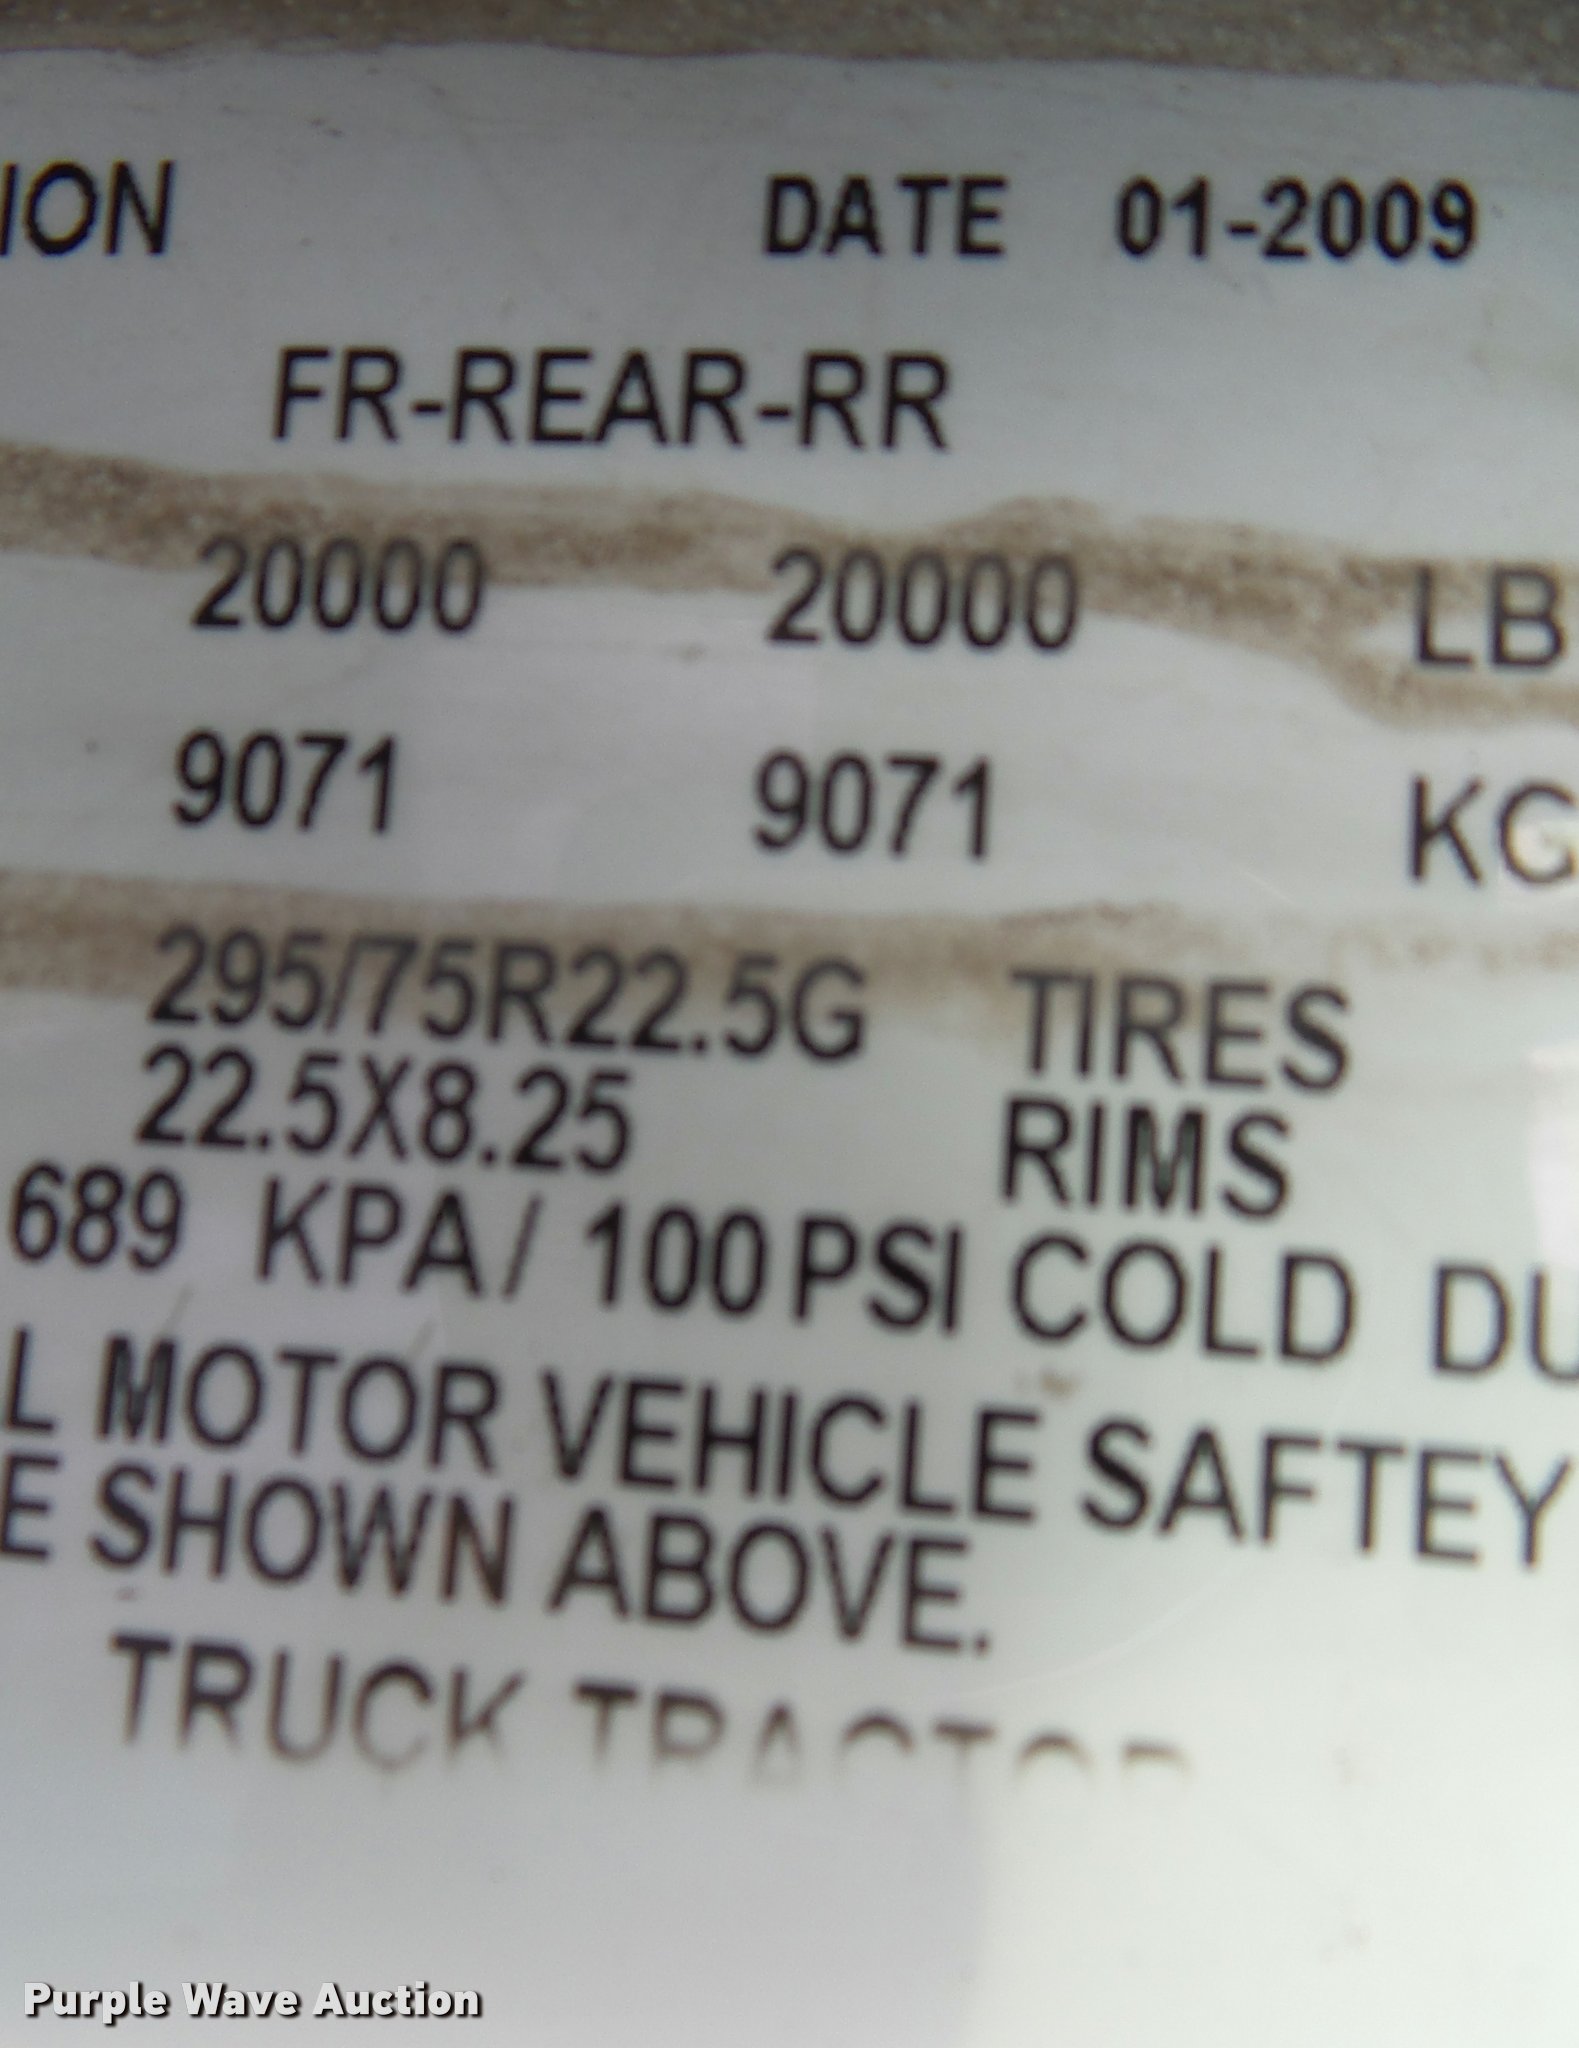 ION DATE 01-2009
FR-REAR-RR
20000 20000 LB
9071 9071 KG
295/75R22.5G TIRES
22.5X8.25 RIMS
689 KPA / 100 PSI COLD DU
L MOTOR VEHICLE SAFTEY
E SHOWN ABOVE.
TRUCK TRACTOR
Purple Wave Auction